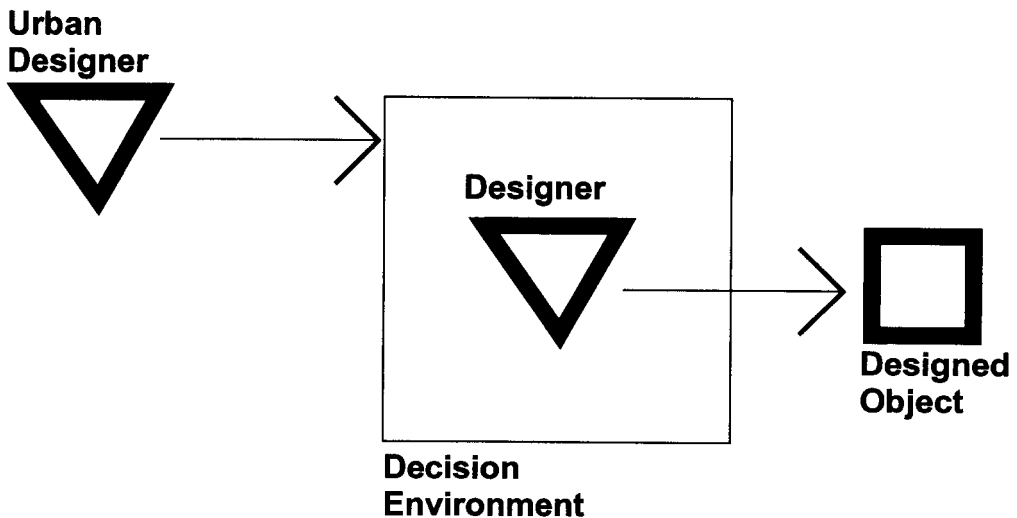 Urban
Designer
Designer
Designed
Object
Decision
Environment